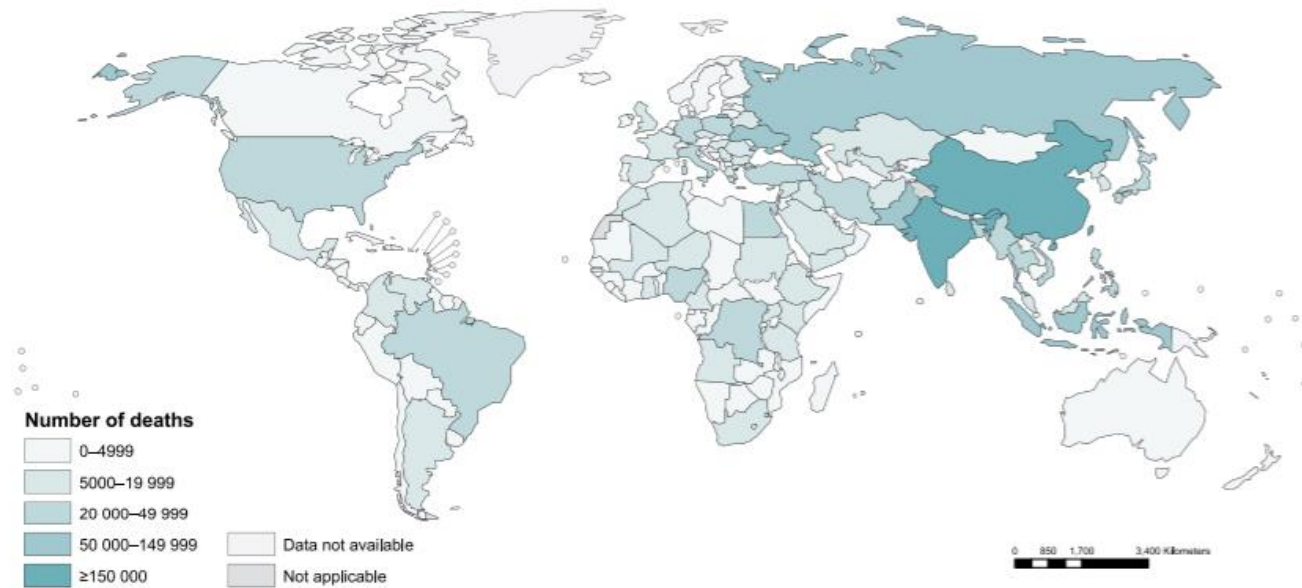 Number of deaths
0–4999
5000–19 999
20 000–49 999
50 000–149 999
≥150 000
Data not available
Not applicable
0 850 1,700 3,400 Kilometers